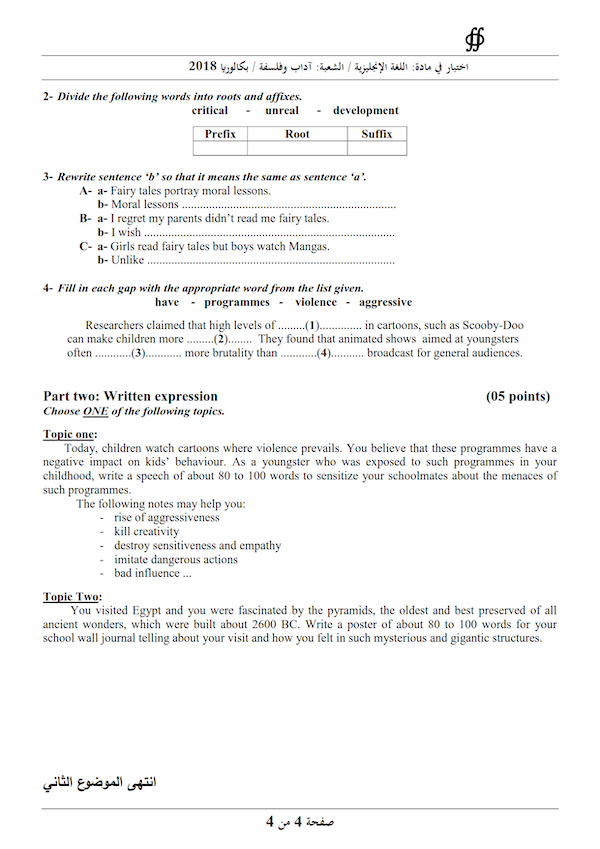 اختبار في مادة: اللغة الإنجليزية / الشعبة: آداب وفلسفة / بكالوريا 2018
2- Divide the following words into roots and affixes.
critical - unreal - development
Prefix Root Suffix
3- Rewrite sentence ‘b’ so that it means the same as sentence ‘a’.
A- a- Fairy tales portray moral lessons.
b- Moral lessons ......................................................................
B- a- I regret my parents didn’t read me fairy tales.
b- I wish ...................................................................................
C- a- Girls read fairy tales but boys watch Mangas.
b- Unlike ..................................................................................
4- Fill in each gap with the appropriate word from the list given.
have - programmes - violence - aggressive
Researchers claimed that high levels of .........(1).............. in cartoons, such as Scooby-Doo
can make children more .........(2)........ They found that animated shows aimed at youngsters
often ............(3)............ more brutality than ............(4)........... broadcast for general audiences.
Part two: Written expression (05 points)
Choose ONE of the following topics.
Topic one:
Today, children watch cartoons where violence prevails. You believe that these programmes have a
negative impact on kids’ behaviour. As a youngster who was exposed to such programmes in your
childhood, write a speech of about 80 to 100 words to sensitize your schoolmates about the menaces of
such programmes.
The following notes may help you:
- rise of aggressiveness
- kill creativity
- destroy sensitiveness and empathy
- imitate dangerous actions
- bad influence ...
Topic Two:
You visited Egypt and you were fascinated by the pyramids, the oldest and best preserved of all
ancient wonders, which were built about 2600 BC. Write a poster of about 80 to 100 words for your
school wall journal telling about your visit and how you felt in such mysterious and gigantic structures.
انتهى الموضوع الثاني
صفحة 4 من 4